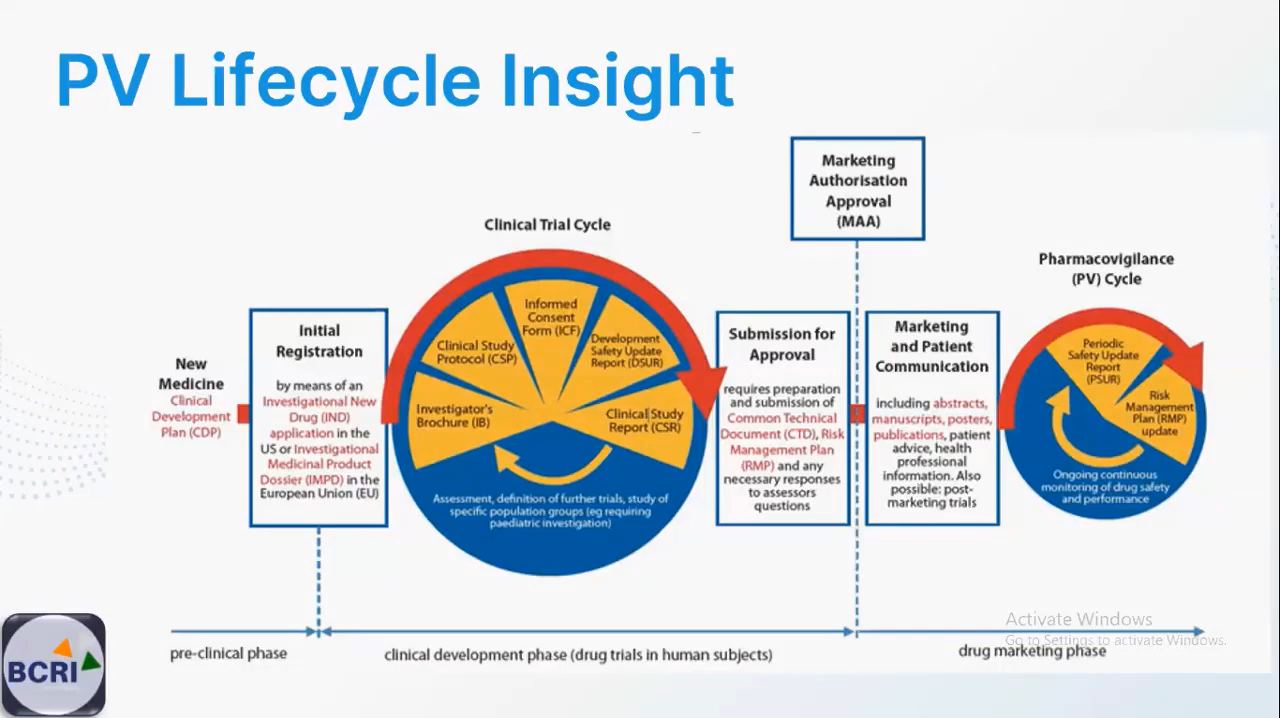 PV Lifecycle Insight
Marketing
Authorisation
Approval
(MAA)
Clinical Trial Cycle
Pharmacovigilance
(PV) Cycle
New
Medicine
Clinical
Development
Plan (CDP)
Initial
Registration
by means of an
Investigational New
Drug (IND)
application in the
US or Investigational
Medicinal Product
Dossier (IMPD) in the
European Union (EU)
Investigator's
Brochure (IB)
Clinical Study
Protocol (CSP)
Informed
Consent
Form (ICF)
Development
Safety Update
Report (DSUR)
Clinical Study
Report (CSR)
Assessment, definition of further trials, study of
specific population groups (eg requiring
paediatric investigation)
Submission for
Approval
requires preparation
and submission of
Common Technical
Document (CTD), Risk
Management Plan
(RMP) and any
necessary responses
to assessors
questions
Marketing
and Patient
Communication
including abstracts,
manuscripts, posters,
publications, patient
advice, health
professional
information. Also
possible: post-
marketing trials
Periodic
Safety Update
Report
(PSUR)
Risk
Management
Plan (RMP)
update
Ongoing continuous
monitoring of drug safety
and performance
pre-clinical phase
clinical development phase (drug trials in human subjects)
drug marketing phase
Activate Windows
Go to Settings to activate Windows.
BCRI